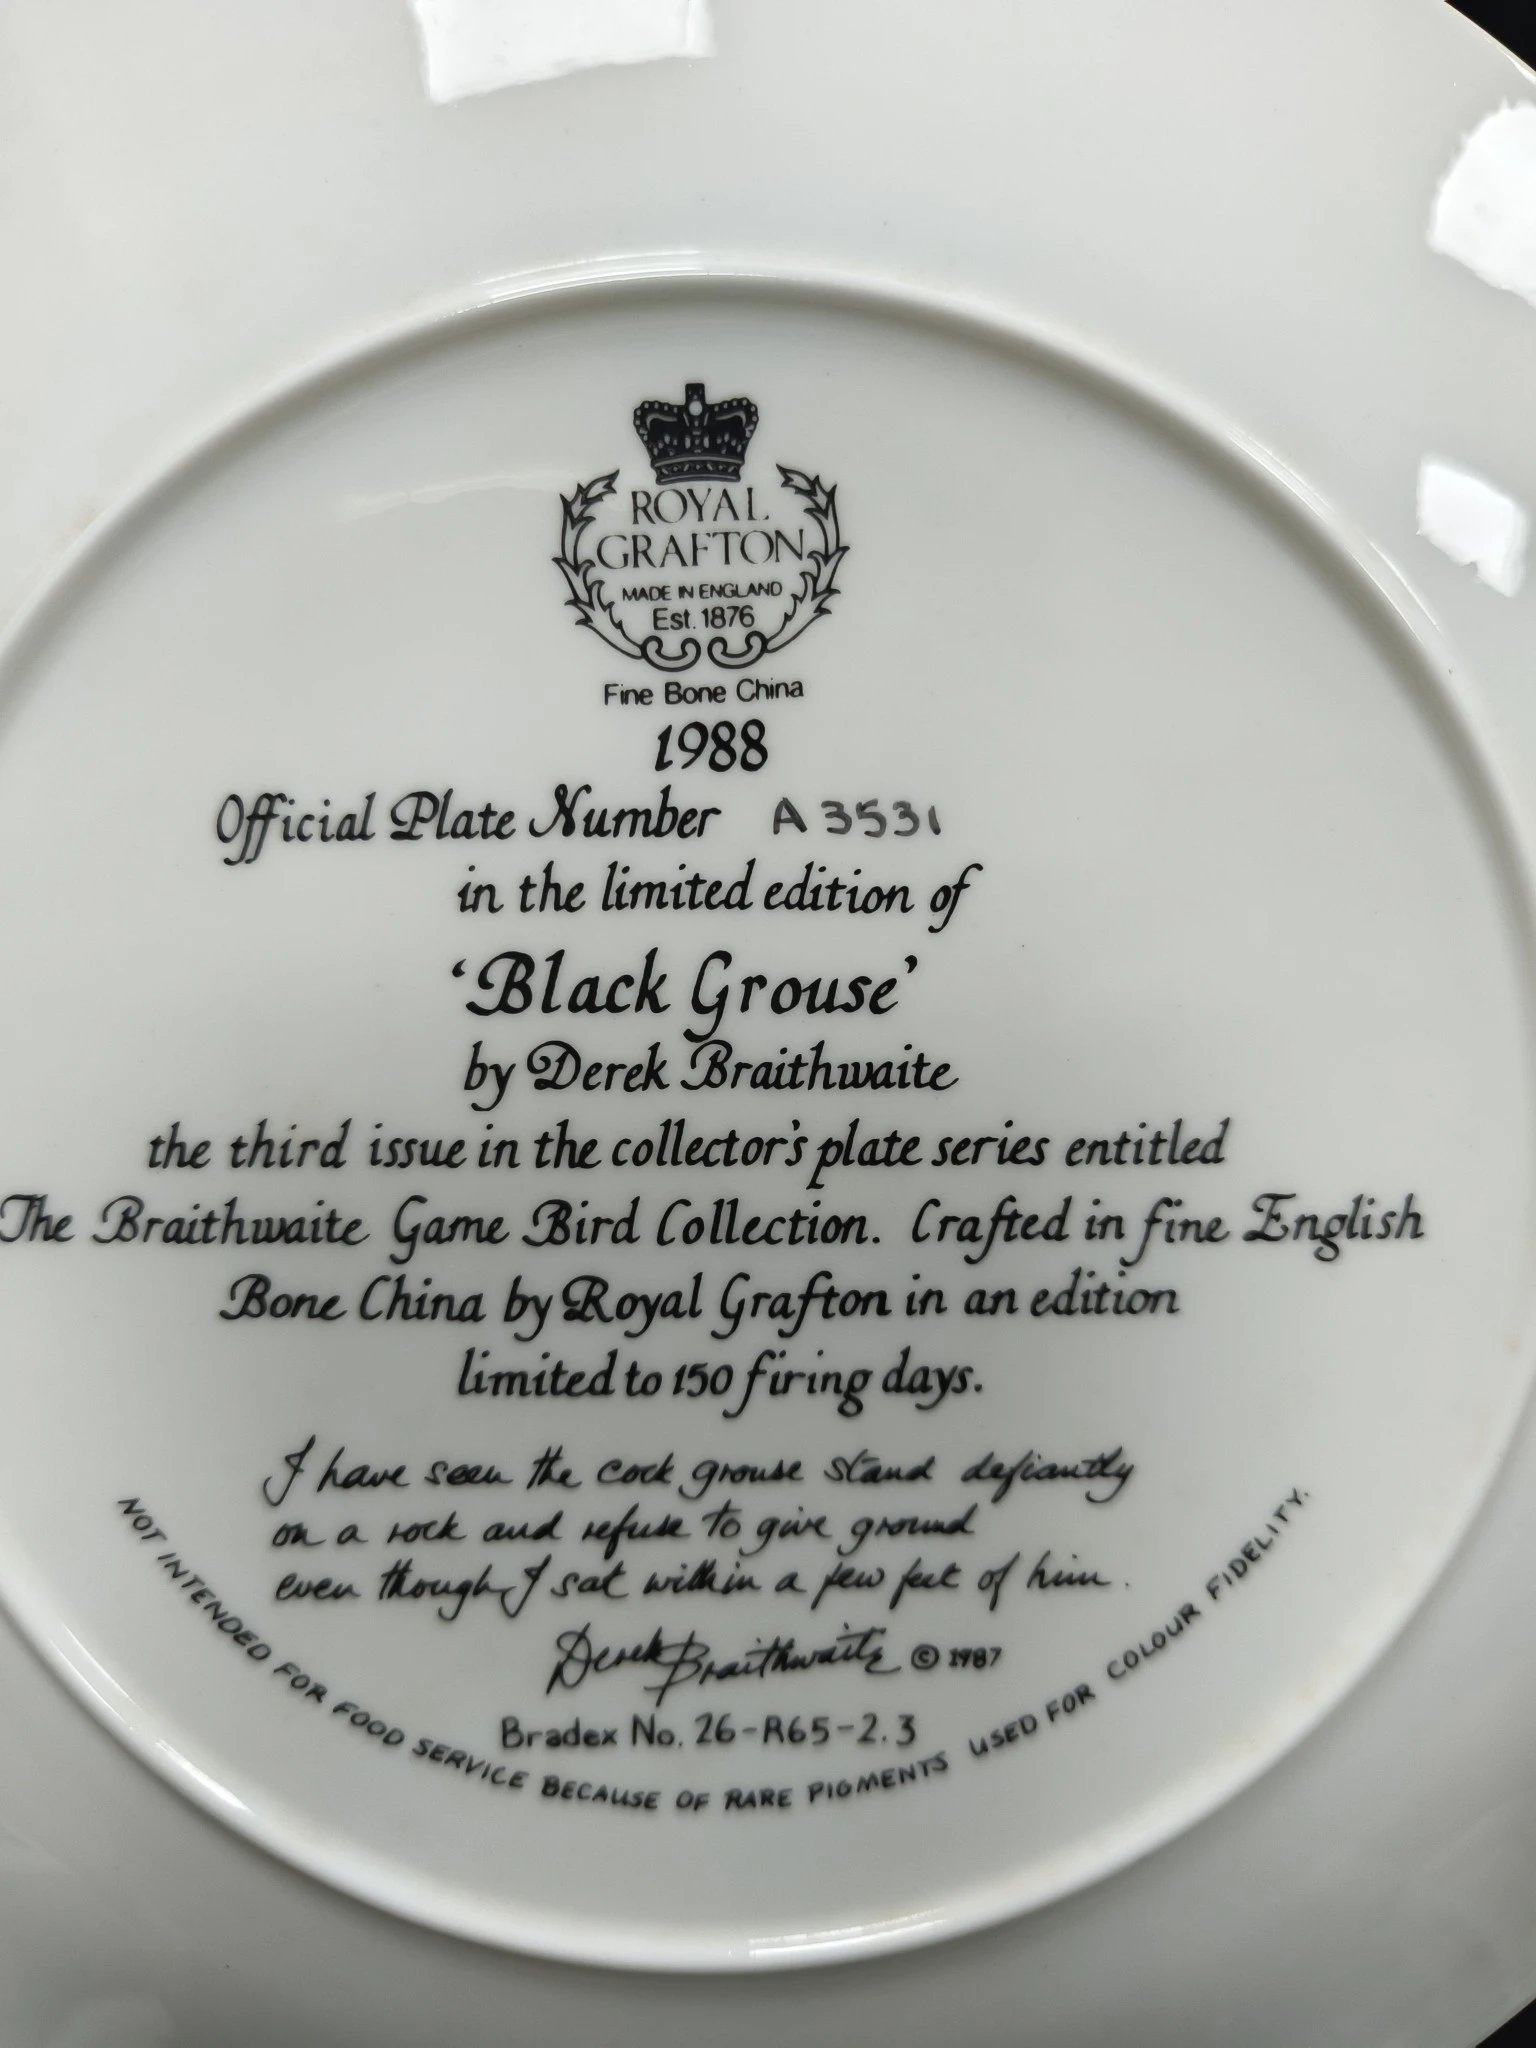 ROYAL
GRAFTON
MADE IN ENGLAND
Est. 1876
Fine Bone China
1988
Official Plate Number A 3531
in the limited edition of
‘Black Grouse’
by Derek Braithwaite
the third issue in the collector's plate series entitled
The Braithwaite Game Bird Collection. Crafted in fine English
Bone China by Royal Grafton in an edition
limited to 150 firing days.
I have seen the cock grouse stand defiantly
on a rock and refuse to give ground
even though I sat within a few feet of him.
Derek Braithwaite © 1987
Bradex No. 26-R65-2.3
NOT INTENDED FOR FOOD SERVICE BECAUSE OF RARE PIGMENTS USED FOR COLOUR FIDELITY.